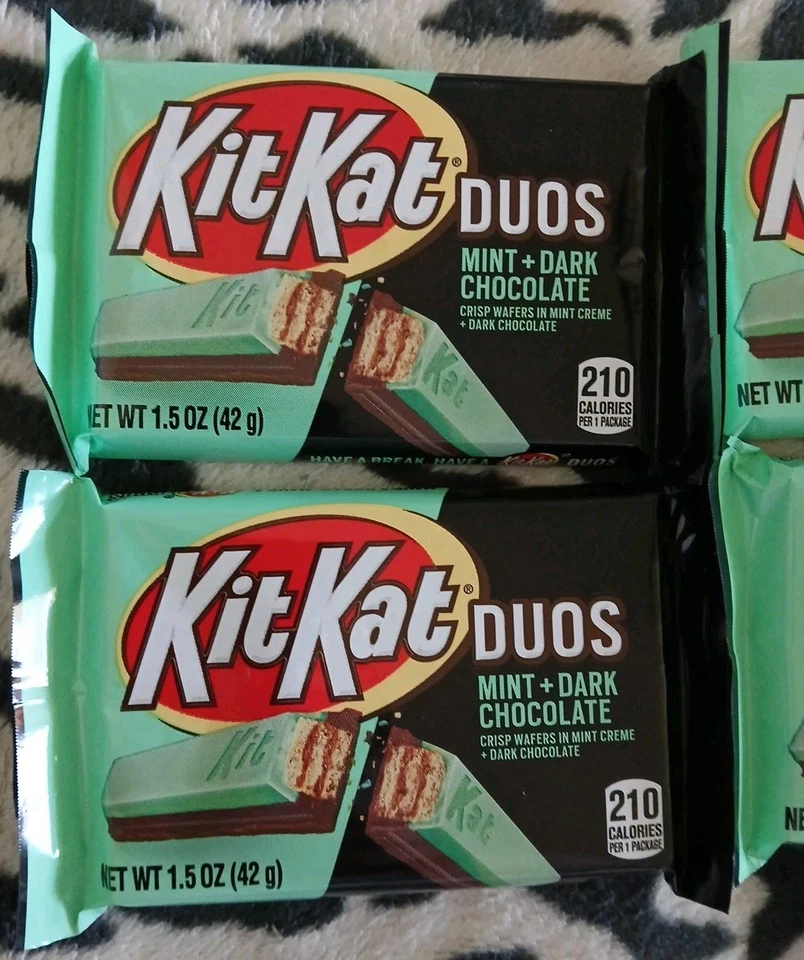 KitKat®
DUOS
MINT + DARK
CHOCOLATE
CRISP WAFERS IN MINT CREME
+ DARK CHOCOLATE
Kit
Kat
210
CALORIES
PER 1 PACKAGE
ET WT 1.5 OZ (42 g)
HAVE A BREAK, HAVE A KitKat® DUOS
K
NET WT
KitKat®
DUOS
MINT + DARK
CHOCOLATE
CRISP WAFERS IN MINT CREME
+ DARK CHOCOLATE
Kit
Kat
210
CALORIES
PER 1 PACKAGE
NET WT 1.5 OZ (42 g)
NE